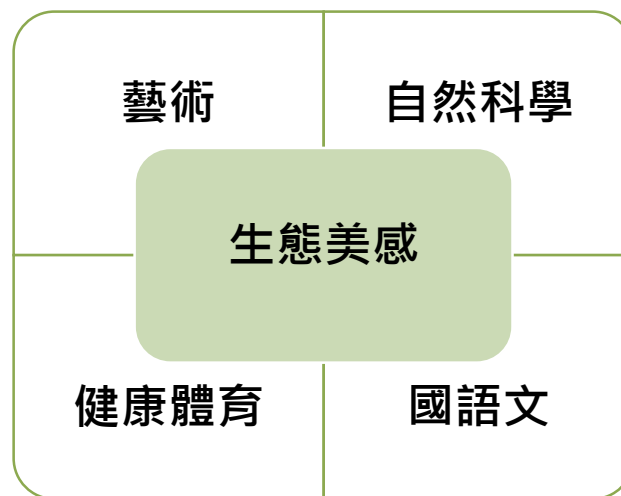 藝術
自然科學
生態美感
健康體育
國語文